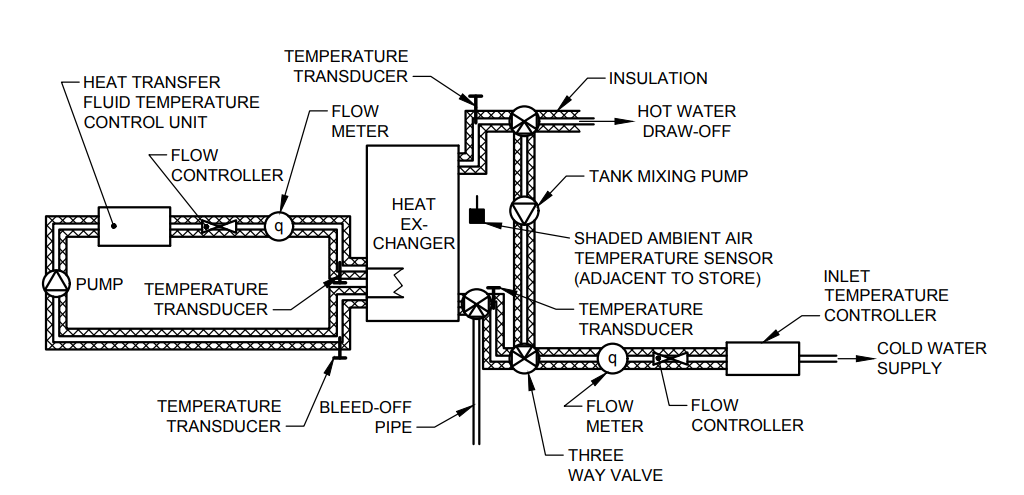 TEMPERATURE
TRANSDUCER
HEAT TRANSFER
FLUID TEMPERATURE
CONTROL UNIT
FLOW
METER
INSULATION
HOT WATER
DRAW-OFF
FLOW
CONTROLLER
TANK MIXING PUMP
HEAT
EX-
CHANGER
q
SHADED AMBIENT AIR
TEMPERATURE SENSOR
(ADJACENT TO STORE)
PUMP
TEMPERATURE
TRANSDUCER
INLET
TEMPERATURE
CONTROLLER
TEMPERATURE
TRANSDUCER
q
COLD WATER
SUPPLY
TEMPERATURE
TRANSDUCER
BLEED-OFF
PIPE
FLOW
METER
FLOW
CONTROLLER
THREE
WAY VALVE